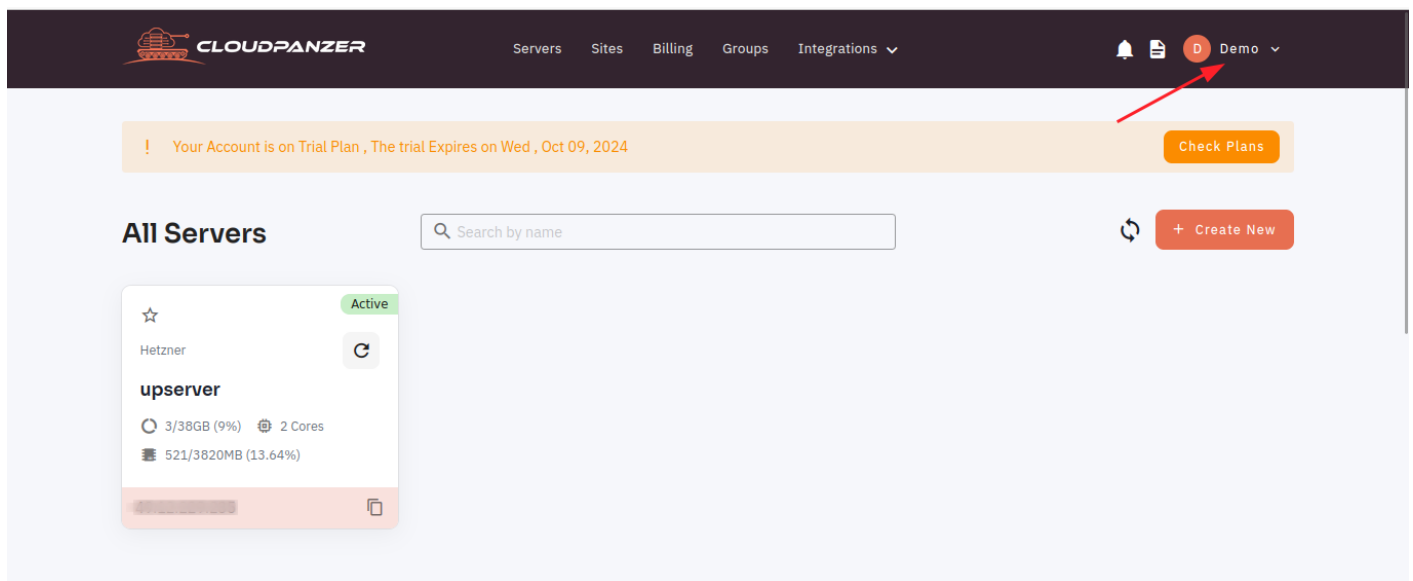 CLOUDPANZER
Servers Sites Billing Groups Integrations
D Demo
! Your Account is on Trial Plan , The trial Expires on Wed , Oct 09, 2024
Check Plans
All Servers
Search by name
+ Create New
Active
Hetzner
upserver
3/38GB (9%) 2 Cores
521/3820MB (13.64%)